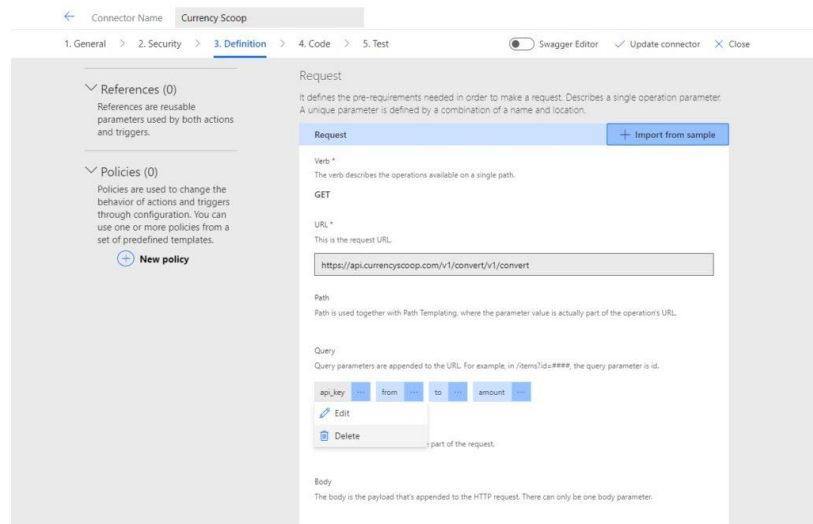 Connector Name Currency Scoop
1. General > 2. Security > 3. Definition > 4. Code > 5. Test Swagger Editor Update connector Close
References (0)
References are reusable
parameters used by both actions
and triggers.
Policies (0)
Policies are used to change the
behavior of actions and triggers
through configuration. You can
use one or more policies from a
set of predefined templates.
New policy
Request
It defines the pre-requirements needed in order to make a request. Describes a single operation parameter.
A unique parameter is defined by a combination of a name and location.
Request + Import from sample
Verb *
The verb describes the operations available on a single path.
GET
URL *
This is the request URL.
https://api.currencyscoop.com/v1/convert/v1/convert
Path
Path is used together with Path Templating, where the parameter value is actually part of the operation's URL.
Query
Query parameters are appended to the URL. For example, in /items?id=####, the query parameter is id.
api_key ... from ... to ... amount ...
Edit
Delete
part of the request.
Body
The body is the payload that's appended to the HTTP request. There can only be one body parameter.